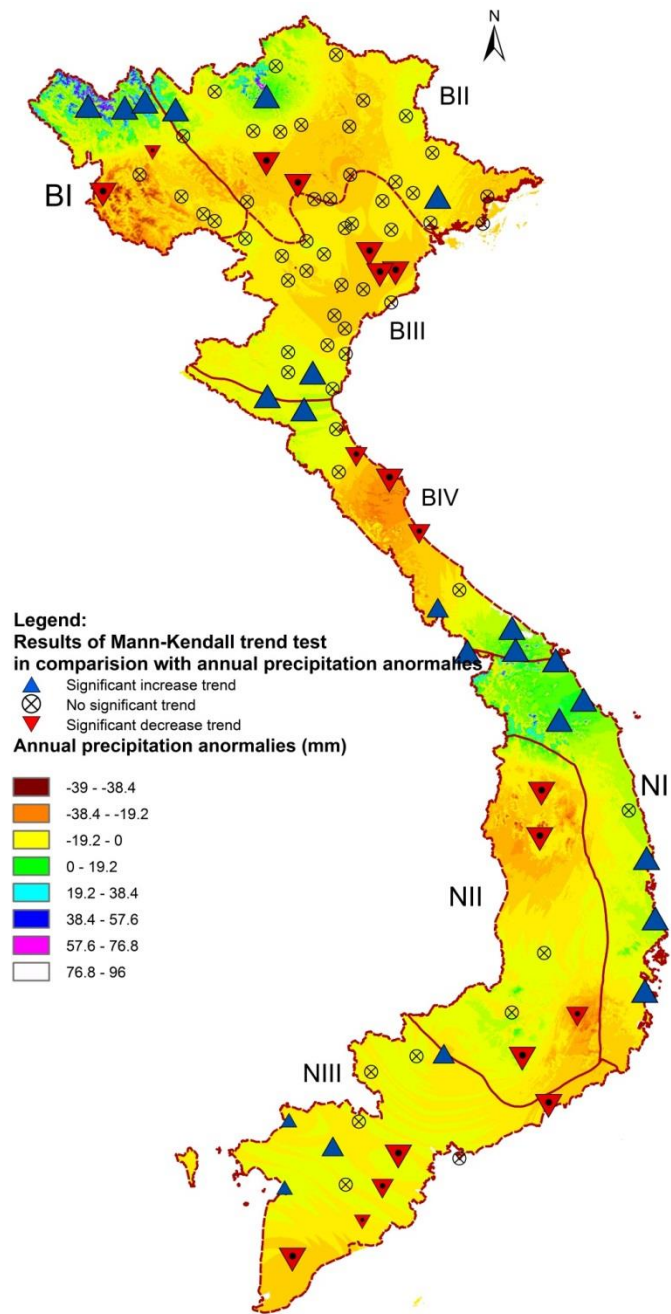 N
BII
BI
BIII
BIV
Legend:
Results of Mann-Kendall trend test
in comparision with annual precipitation anormalies
Significant increase trend
No significant trend
Significant decrease trend
Annual precipitation anormalies (mm)
-39 - -38.4
-38.4 - -19.2
-19.2 - 0
0 - 19.2
19.2 - 38.4
38.4 - 57.6
57.6 - 76.8
76.8 - 96
NI
NII
NIII